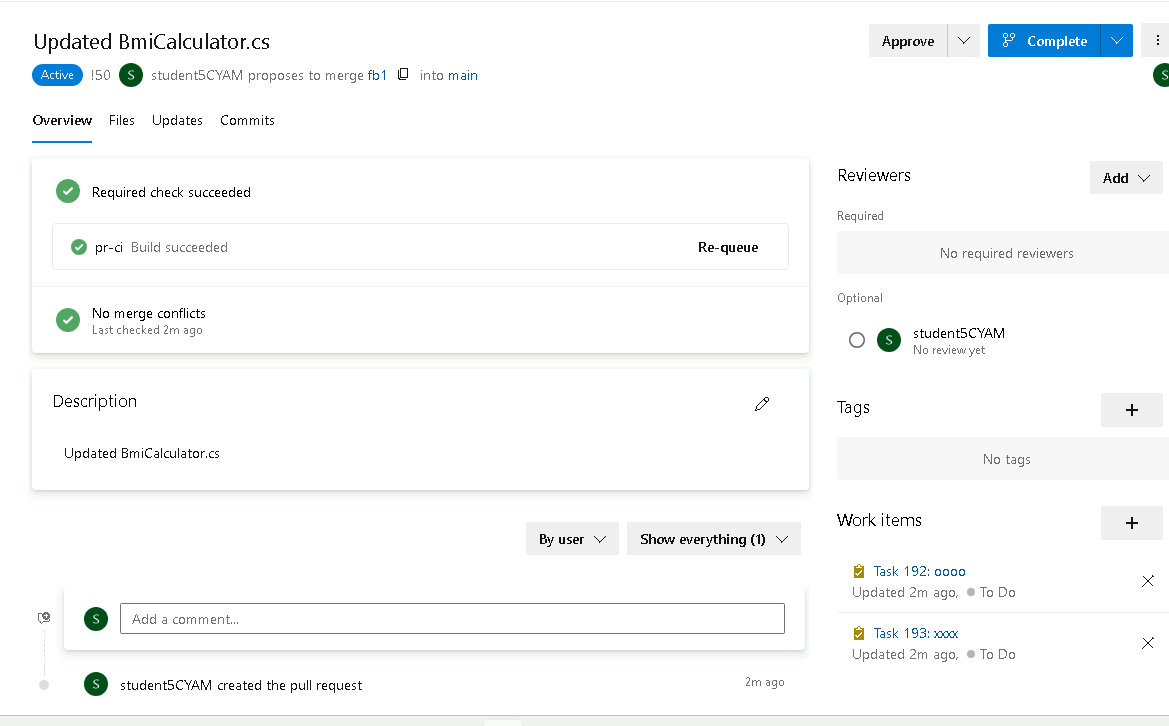 Updated BmiCalculator.cs
Approve
Complete
Active !50 S student5CYAM proposes to merge fb1 into main
S
Overview Files Updates Commits
Required check succeeded
pr-ci Build succeeded Re-queue
No merge conflicts
Last checked 2m ago
Description
Updated BmiCalculator.cs
By user Show everything (1)
S Add a comment...
S student5CYAM created the pull request 2m ago
Reviewers Add
Required
No required reviewers
Optional
S student5CYAM
No review yet
Tags +
No tags
Work items +
Task 192: oooo
Updated 2m ago, To Do
Task 193: xxxx
Updated 2m ago, To Do